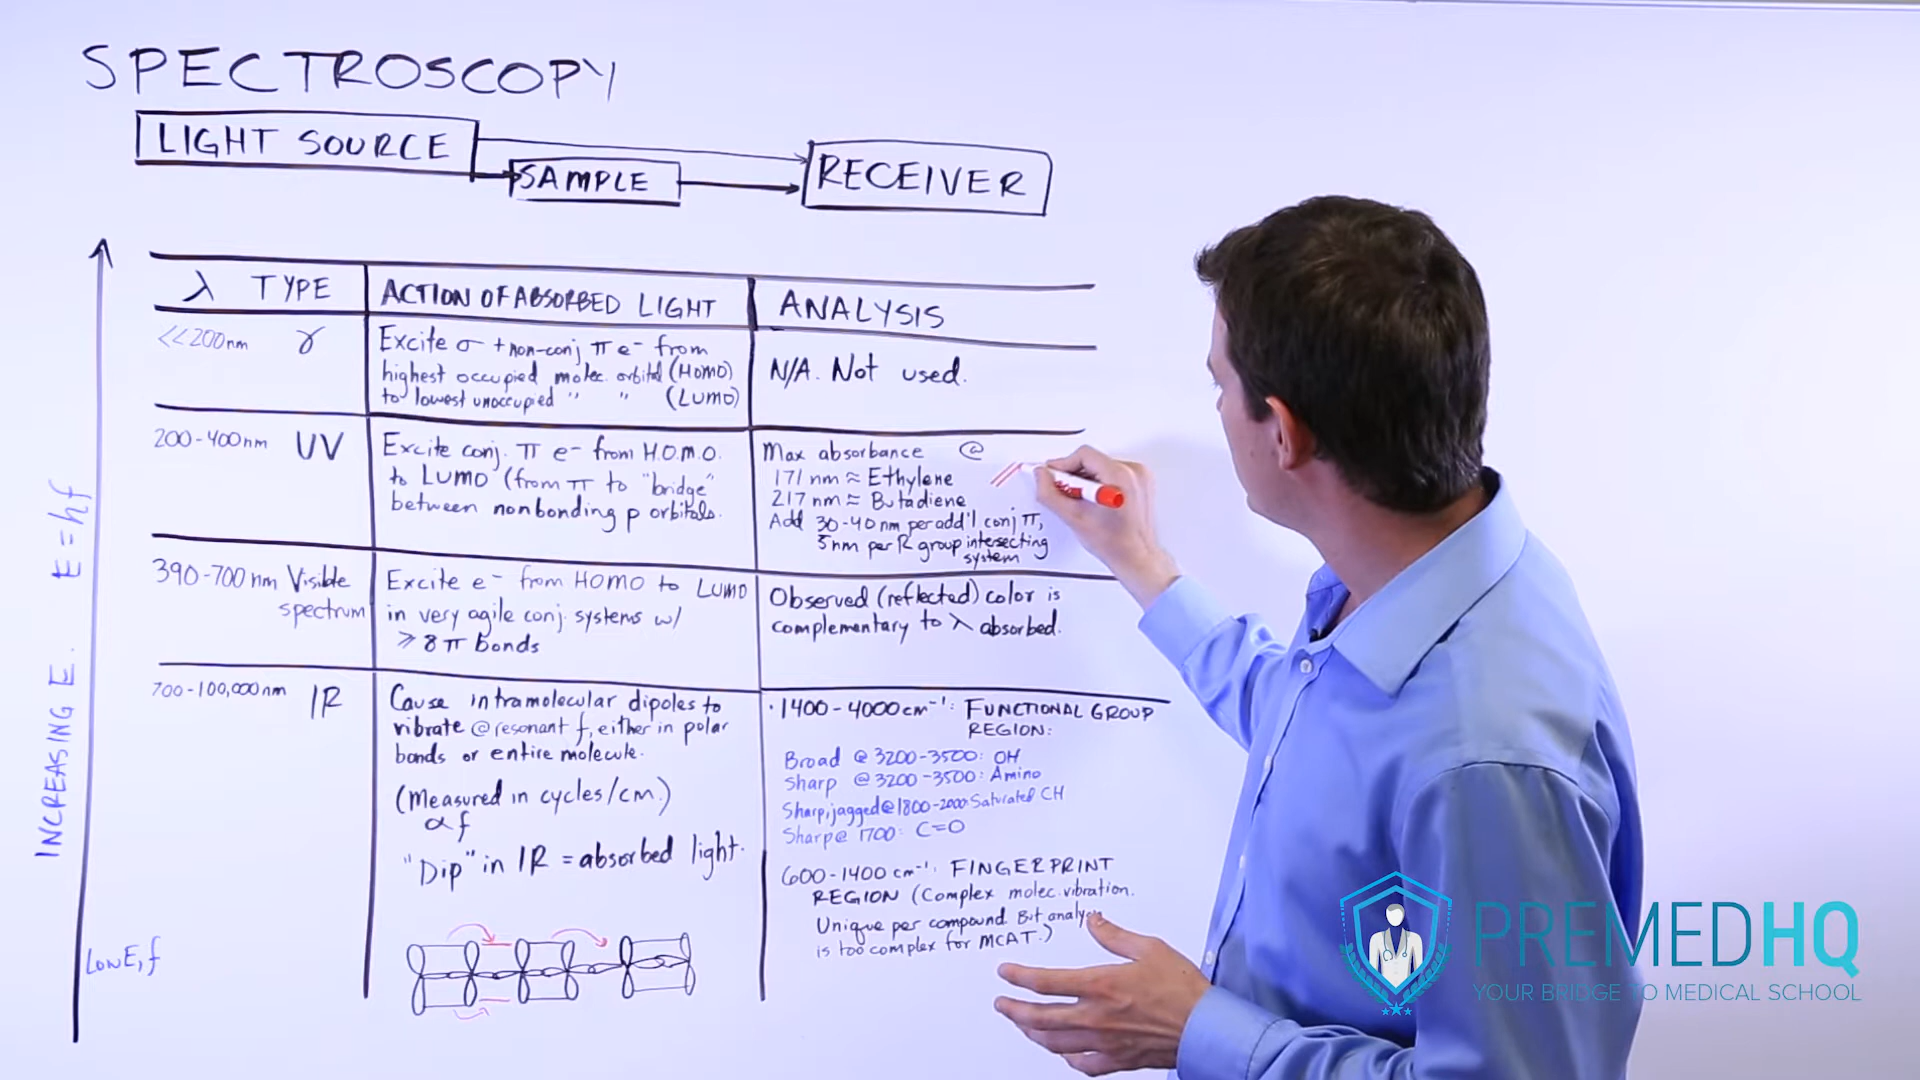 SPECTROSCOPY
LIGHT SOURCE
SAMPLE
RECEIVER
λ TYPE
ACTION OF ABSORBED LIGHT
ANALYSIS
<<200nm γ
Excite σ + non-conj π e- from
highest occupied molec. orbital (HOMO)
to lowest unoccupied " " (LUMO)
N/A. Not used.
200-400nm UV
Excite conj. π e- from H.O.M.O.
to LUMO (from π to "bridge"
between nonbonding p orbitals.
Max absorbance @
171 nm ≈ Ethylene
217 nm ≈ Butadiene
Add 30-40nm per add'l conj π,
5nm per R group intersecting
system
390-700 nm Visible
spectrum
Excite e- from HOMO to LUMO
in very agile conj. systems w/
≥ 8 π bonds
Observed (reflected) color is
complementary to λ absorbed.
700-100,000nm IR
Cause intramolecular dipoles to
vibrate @ resonant f, either in polar
bonds or entire molecule.
(Measured in cycles/cm.)
α f
"Dip" in IR = absorbed light.
·1400-4000cm-1: FUNCTIONAL GROUP
REGION:
Broad @ 3200-3500: OH
Sharp @ 3200-3500: Amino
Sharp, jagged @ 1800-2000: Saturated CH
Sharp @ 1700: C=O
600-1400 cm-1: FINGERPRINT
REGION (Complex molec. vibration.
Unique per compound. But analysis
is too complex for MCAT.)
INCREASING E. E=hf
Low E, f
PREMEDHQ
YOUR BRIDGE TO MEDICAL SCHOOL